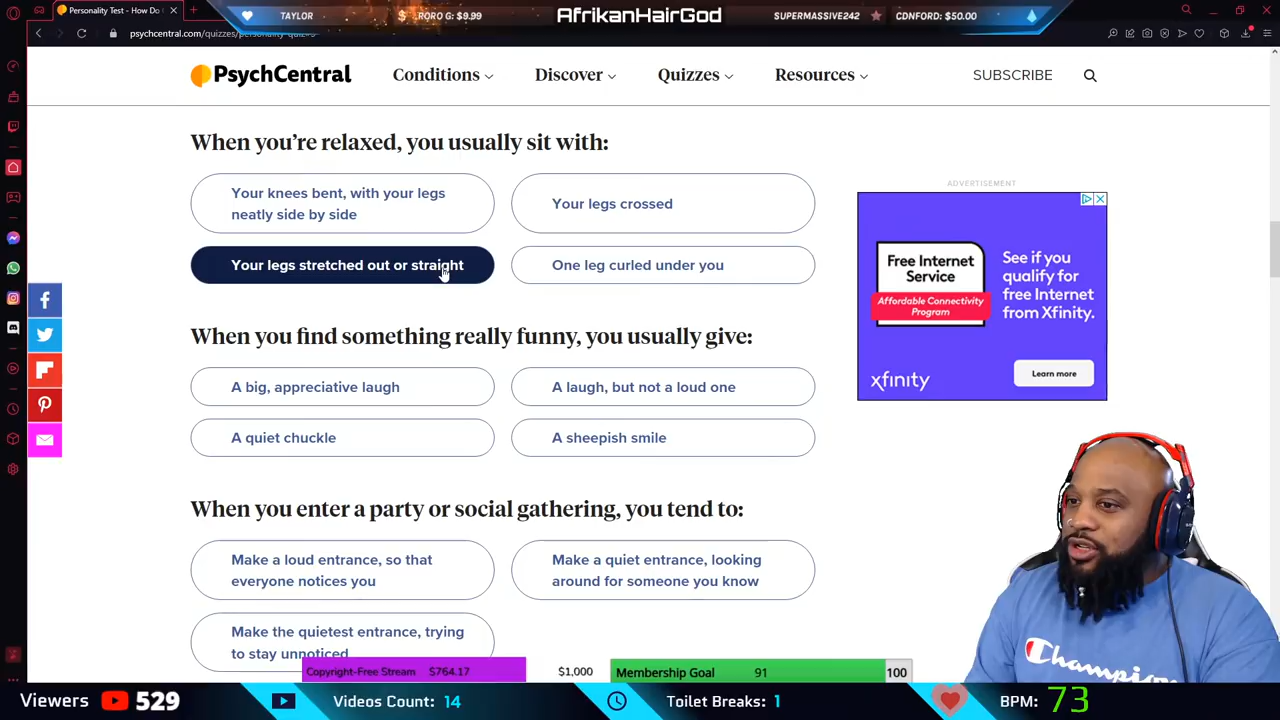 Personality Test - How Do C
TAYLOR
RORO G: $9.99
AfrikanHairGod
SUPERMASSIVE242
CDNFORD: $50.00
PsychCentral
Conditions
Discover
Quizzes
Resources
SUBSCRIBE
When you’re relaxed, you usually sit with:
Your knees bent, with your legs
neatly side by side
Your legs crossed
Your legs stretched out or straight
One leg curled under you
ADVERTISEMENT
Free Internet
Service
Affordable Connectivity
Program
See if you
qualify for
free Internet
from Xfinity.
xfinity
Learn more
When you find something really funny, you usually give:
A big, appreciative laugh
A laugh, but not a loud one
A quiet chuckle
A sheepish smile
When you enter a party or social gathering, you tend to:
Make a loud entrance, so that
everyone notices you
Make a quiet entrance, looking
around for someone you know
Make the quietest entrance, trying
to stay unnoticed
Champion
Copyright-Free Stream $764.17
$1,000
Membership Goal 91
100
Viewers 529
Videos Count: 14
Toilet Breaks: 1
BPM: 73